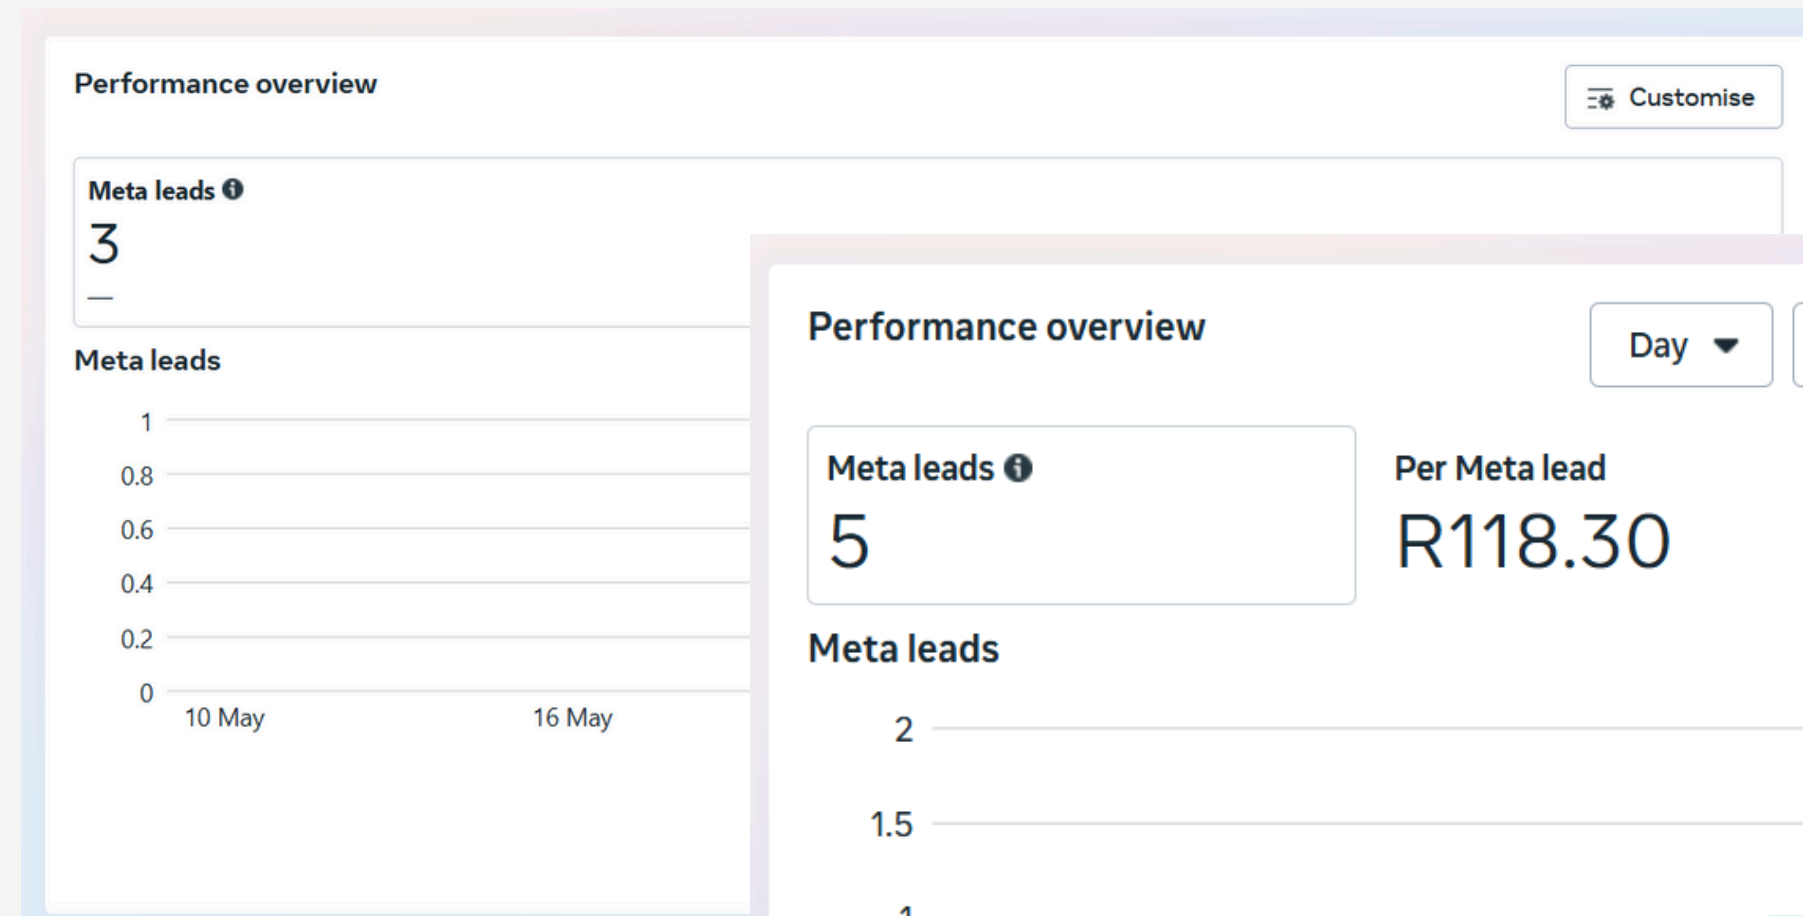 Performance overview
Customise
Meta leads
3
—
Meta leads
1
0.8
0.6
0.4
0.2
0
10 May
16 May
Performance overview
Day
Meta leads
5
Per Meta lead
R118.30
Meta leads
2
1.5
1